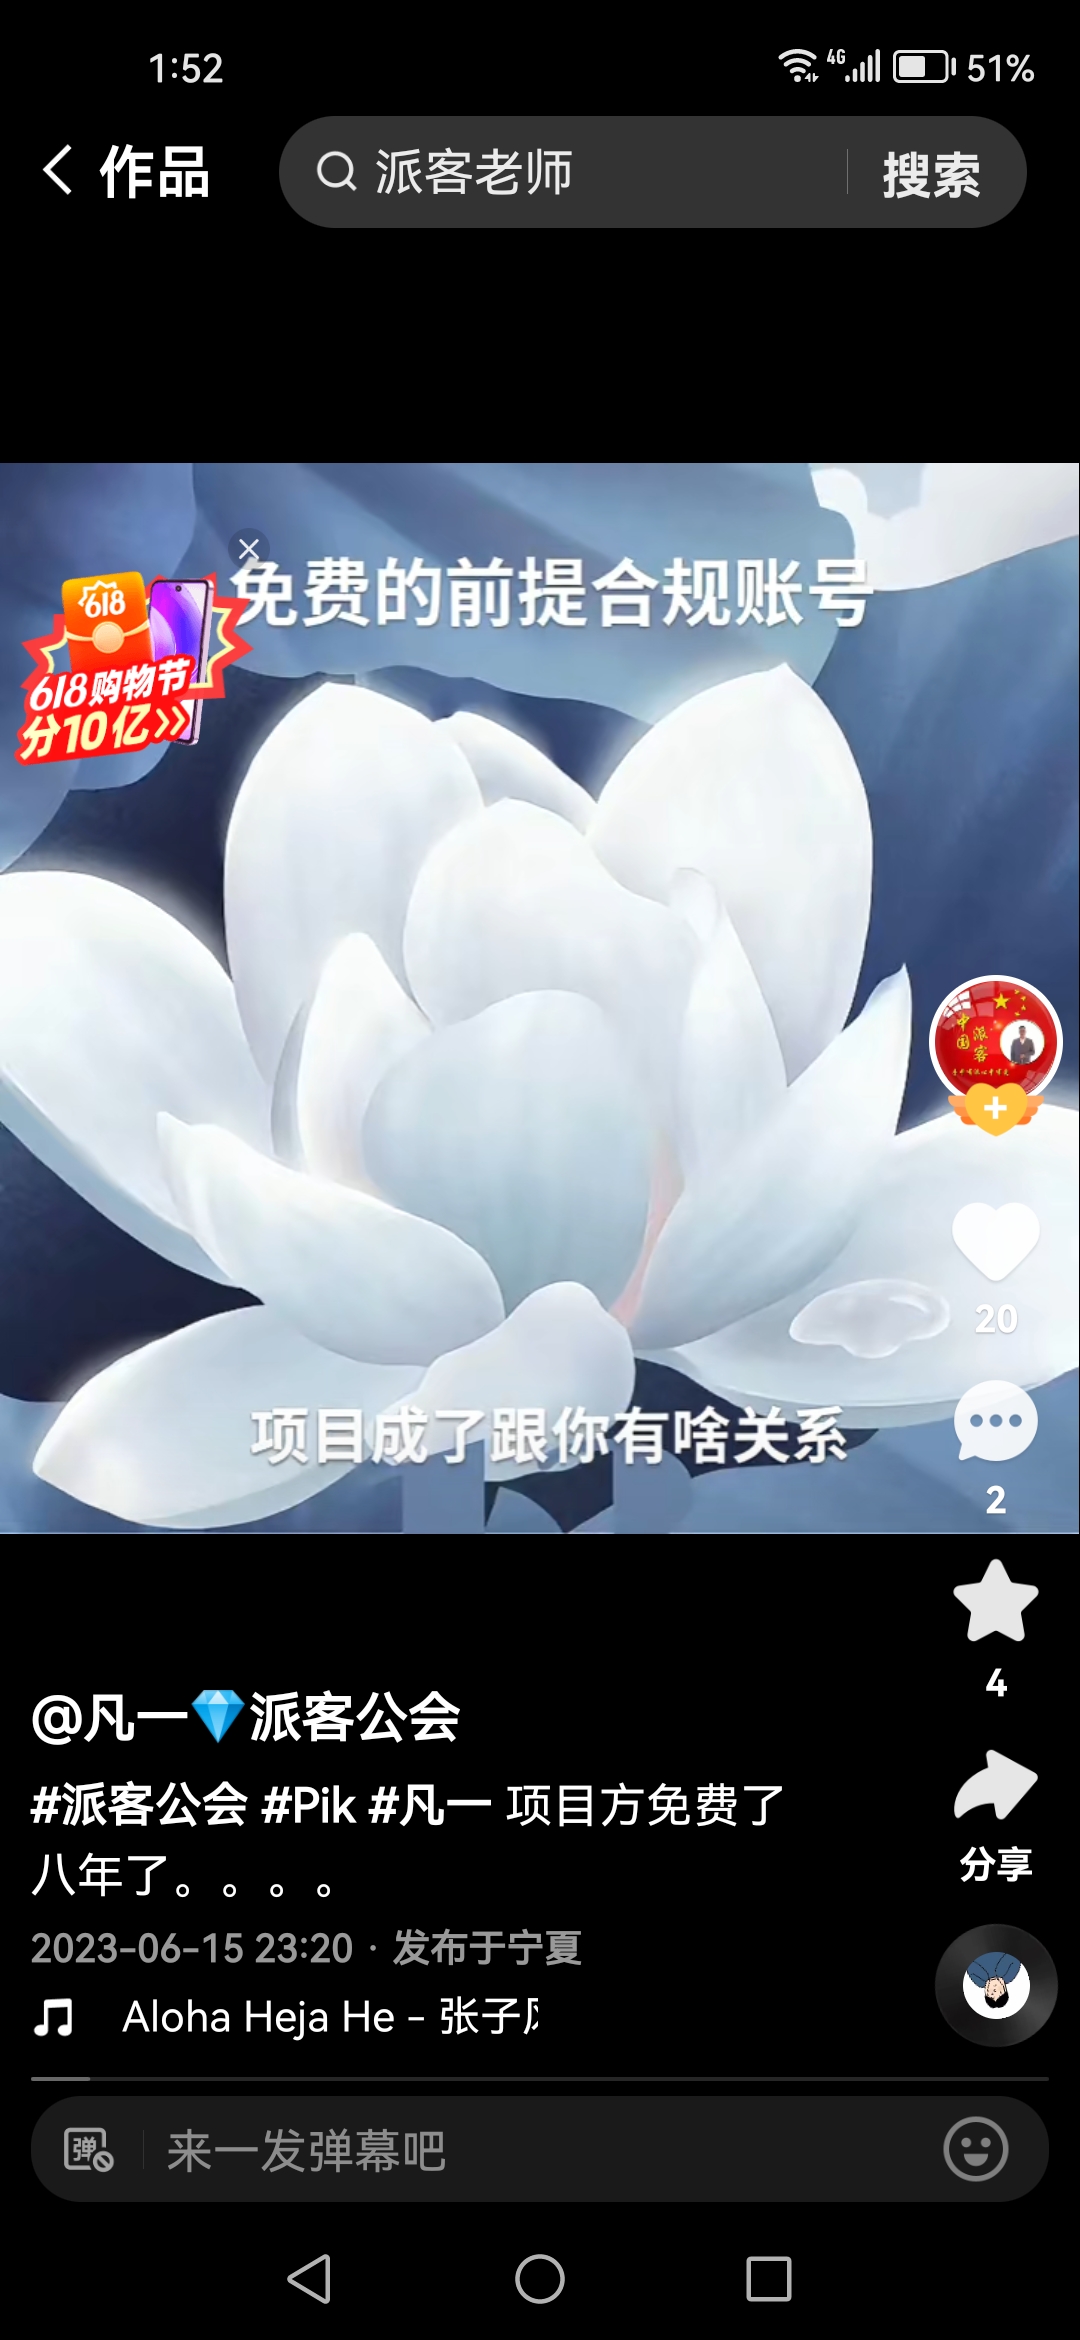 1:52
4G
51%
作品
派客老师
搜索
免费的前提合规账号
618
618购物节
分10亿
中国
派客
20
项目成了跟你有啥关系
2
4
@凡一💎派客公会
#派客公会 #Pik #凡一 项目方免费了
八年了。。。。
分享
2023-06-15 23:20 · 发布于宁夏
Aloha Heja He - 张子
弹
来一发弹幕吧